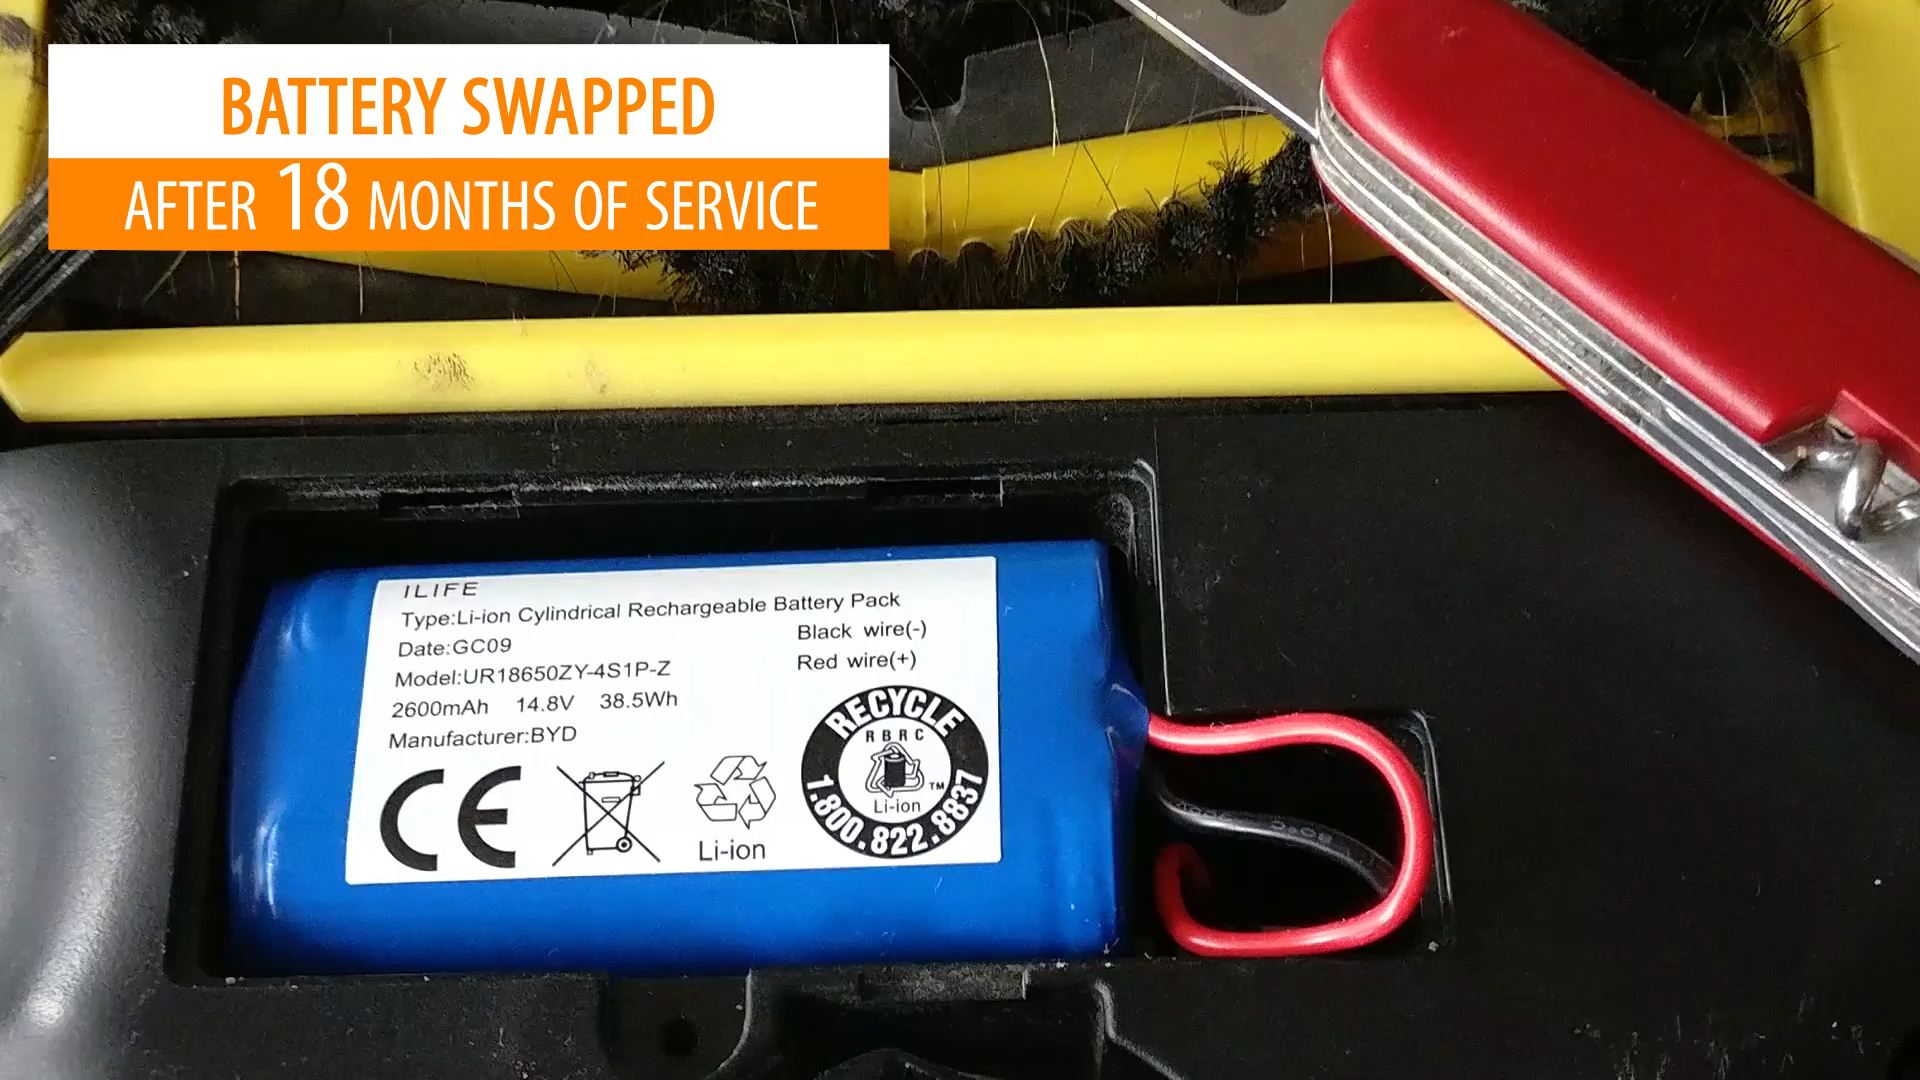 BATTERY SWAPPED
AFTER 18 MONTHS OF SERVICE
ILIFE
Type:Li-ion Cylindrical Rechargeable Battery Pack
Date:GC09
Model:UR18650ZY-4S1P-Z
2600mAh 14.8V 38.5Wh
Manufacturer:BYD
Black wire(-)
Red wire(+)
CE
Li-ion
RECYCLE
RBRC
TM
Li-ion
1.800.822.8837